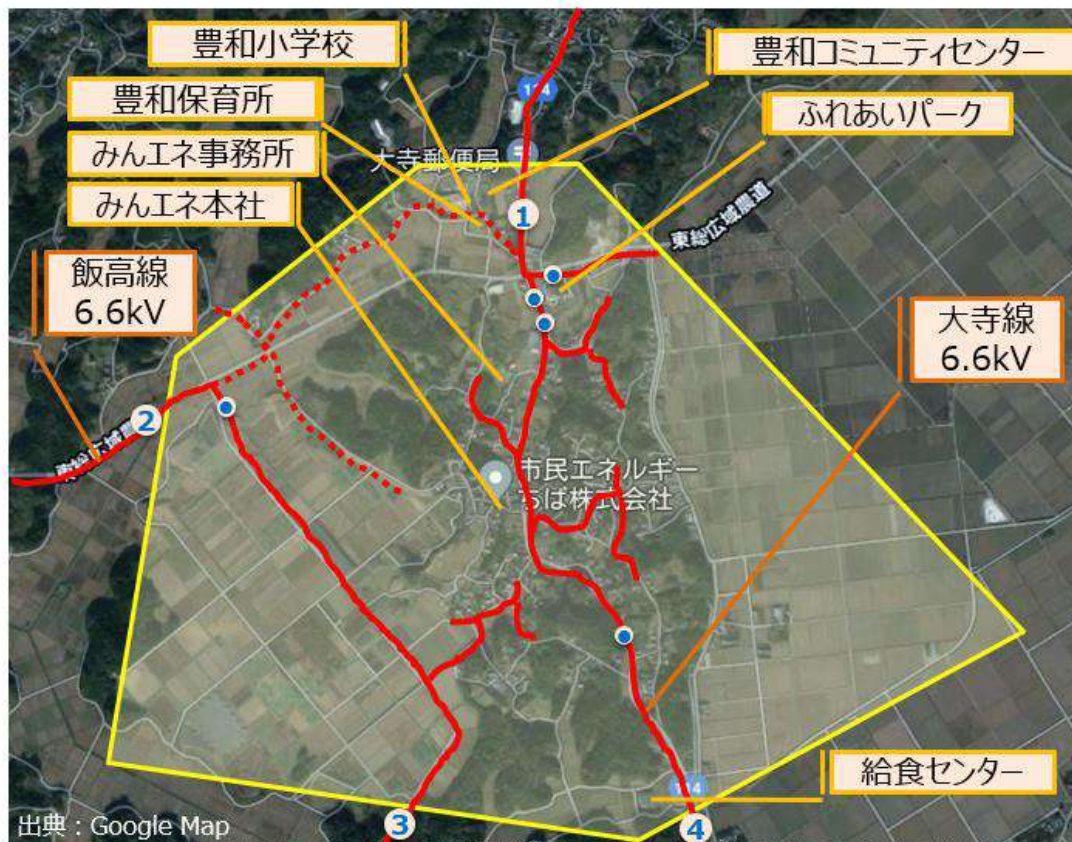 豊和小学校
豊和コミュニティセンター
豊和保育所
ふれあいパーク
みんエネ事務所
大寺郵便局
みんエネ本社
1
東総広域農道
飯高線
6.6kV
大寺線
6.6kV
2
市民エネルギー
ちば株式会社
給食センター
3
4
出典：Google Map